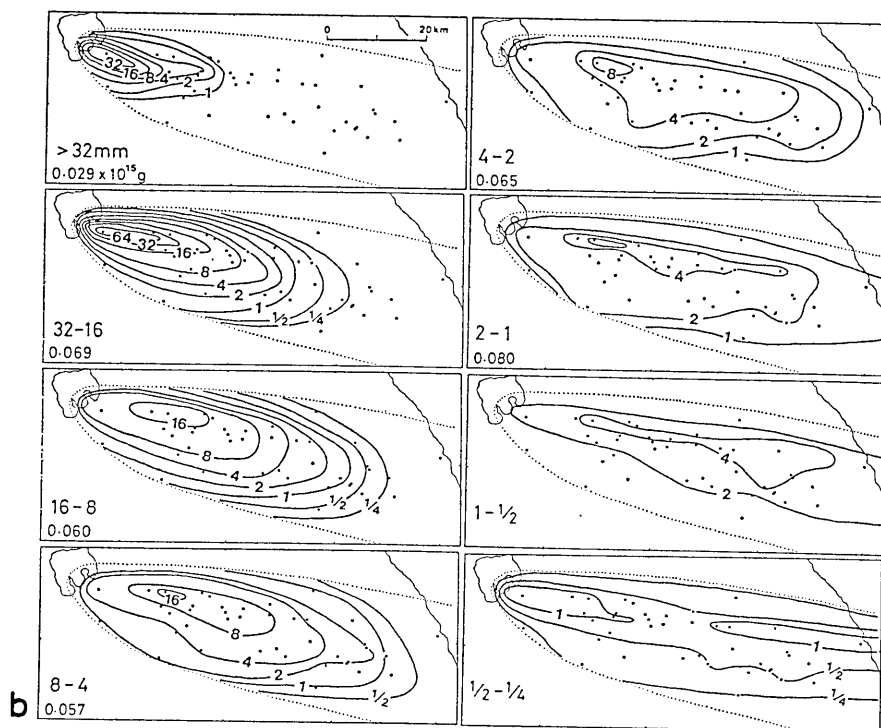 0 20 km
32 16 8 4 2 1
>32mm
0.029 x 10¹⁵g
64 32 16 8 4 2 1 ½ ¼
32-16
0.069
16 8 4 2 1 ½ ¼
16-8
0.060
16 8 4 2 1 ½
8-4
0.057
8 4 2 1
4-2
0.065
4 2 1
2-1
0.080
4 2
1-½
1 1 ½ ¼
½-¼
b